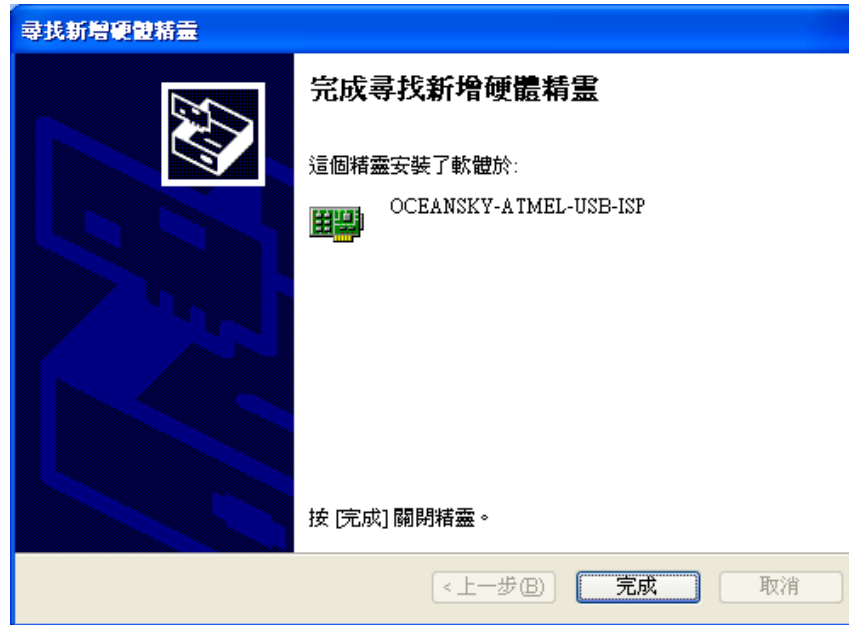 尋找新增硬體精靈
完成尋找新增硬體精靈
這個精靈安裝了軟體於:
OCEANSKY-ATMEL-USB-ISP
按 [完成] 關閉精靈。
<上一步(B) 完成 取消